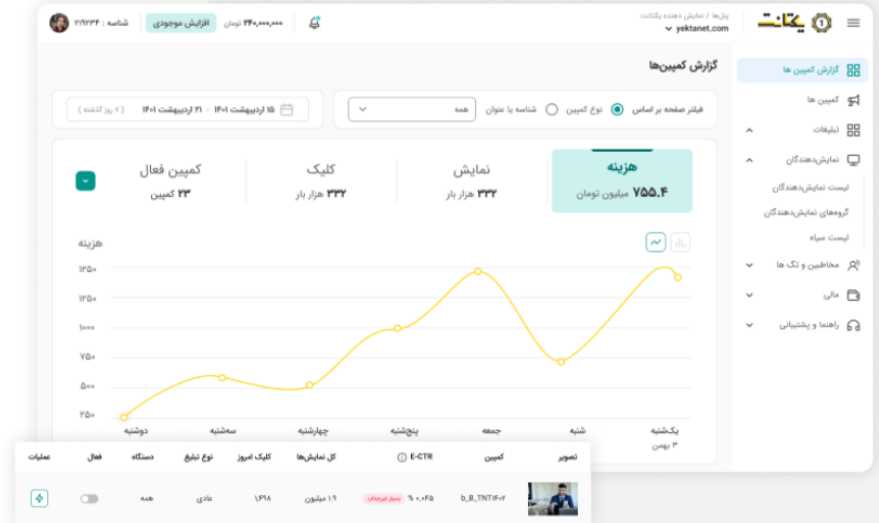 یکتانت
پنل‌ها / نمایش دهنده یکتانت
yektanet.com
۲۴۰,۰۰۰,۰۰۰ تومان
افزایش موجودی
شناسه : ۲۱۹۲۳۴
گزارش کمپین ها
کمپین ها
تبلیغات
نمایش‌دهندگان
لیست نمایش‌دهندگان
گروه‌های نمایش‌دهندگان
لیست سیاه
مخاطبین و تگ ها
مالی
راهنما و پشتیبانی
گزارش کمپین‌ها
فیلتر صفحه بر اساس
نوع کمپین
شناسه یا عنوان
همه
۱۵ اردیبهشت ۱۴۰۱ - ۲۱ اردیبهشت ۱۴۰۱
( ۷ روز گذشته )
هزینه
۷۵۵.۴ میلیون تومان
نمایش
۳۳۲ هزار بار
کلیک
۳۳۲ هزار بار
کمپین فعال
۲۳ کمپین
هزینه
۱۲۵۰
۱۲۵۰
۱۰۰۰
۷۵۰
۵۰۰
۲۵۰
یک‌شنبه
۳ بهمن
شنبه
جمعه
پنج‌شنبه
چهارشنبه
سه‌شنبه
دوشنبه
تصویر
کمپین
E-CTR
کل نمایش‌ها
کلیک امروز
نوع تبلیغ
دستگاه
فعال
عملیات
b_B_TNT۱۴۰۲
% ۰.۰۴۵
بسیار غیرجذاب
۱.۹ میلیون
۱,۴۹۸
عادی
همه